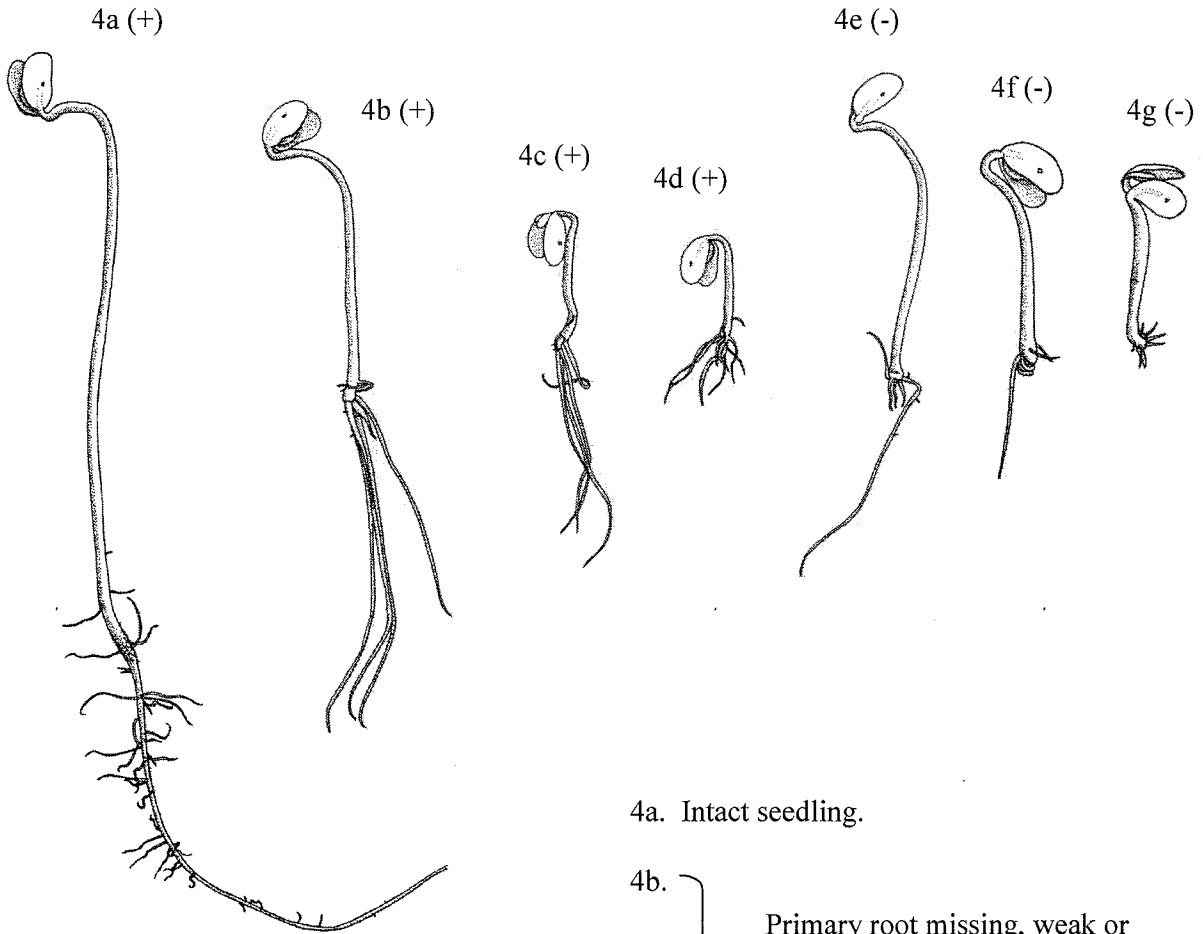 4a (+)
4e (-)
4b (+)
4f (-)
4g (-)
4c (+)
4d (+)
4a. Intact seedling.
4b.
Primary root missing, weak or